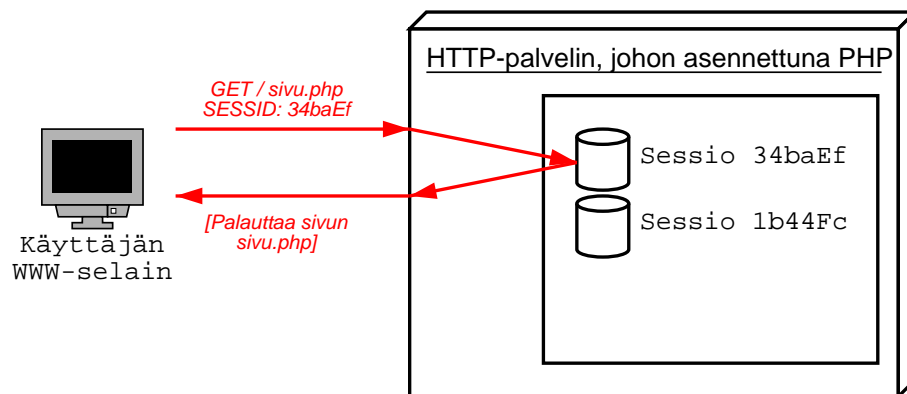 HTTP-palvelin, johon asennettuna PHP
GET / sivu.php
SESSID: 34baEf
Sessio 34baEf
[Palauttaa sivun
sivu.php]
Sessio 1b44Fc
Käyttäjän
WWW-selain